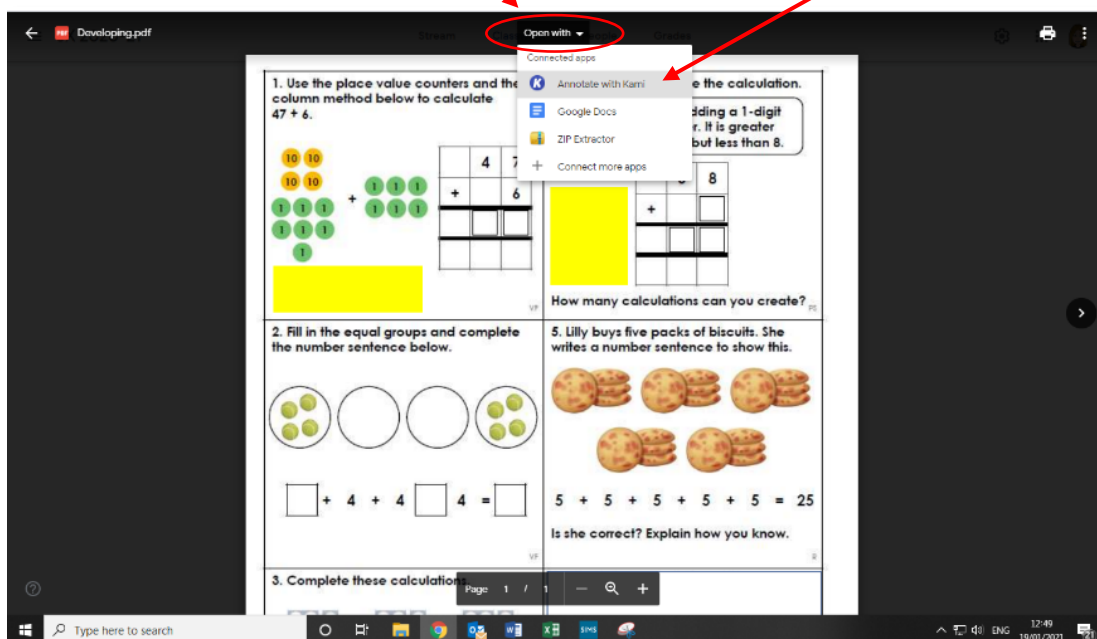 Developing.pdf
Stream
Grades
Open with
Connected apps
Annotate with Kami
Google Docs
ZIP Extractor
Connect more apps
1. Use the place value counters and the
column method below to calculate
47 + 6.
10 10
10 10
1 1 1
1 1 1
1
+
1 1 1
1 1 1
4 7
+ 6
VF
e the calculation.
dding a 1-digit
r. It is greater
but less than 8.
8
+
How many calculations can you create?
PS
2. Fill in the equal groups and complete
the number sentence below.
+ 4 + 4 4 =
VF
5. Lilly buys five packs of biscuits. She
writes a number sentence to show this.
5 + 5 + 5 + 5 + 5 = 25
Is she correct? Explain how you know.
R
3. Complete these calculations
Page 1 / 1
Type here to search
ENG
12:49
19/01/2021